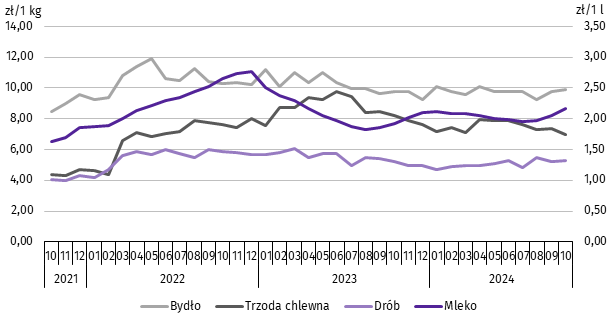 zł/1 kg zł/1 l
14,00 3,50
12,00 3,00
10,00 2,50
8,00 2,00
6,00 1,50
4,00 1,00
2,00 0,50
0,00 0,00
10 11 12 01 02 03 04 05 06 07 08 09 10 11 12 01 02 03 04 05 06 07 08 09 10 11 12 01 02 03 04 05 06 07 08 09 10
2021 2022 2023 2024
Bydło Trzoda chlewna Drób Mleko